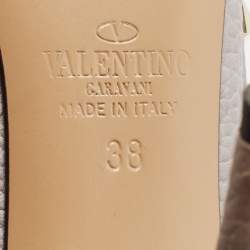 VALENTINO
GARAVANI
MADE IN ITALY
38